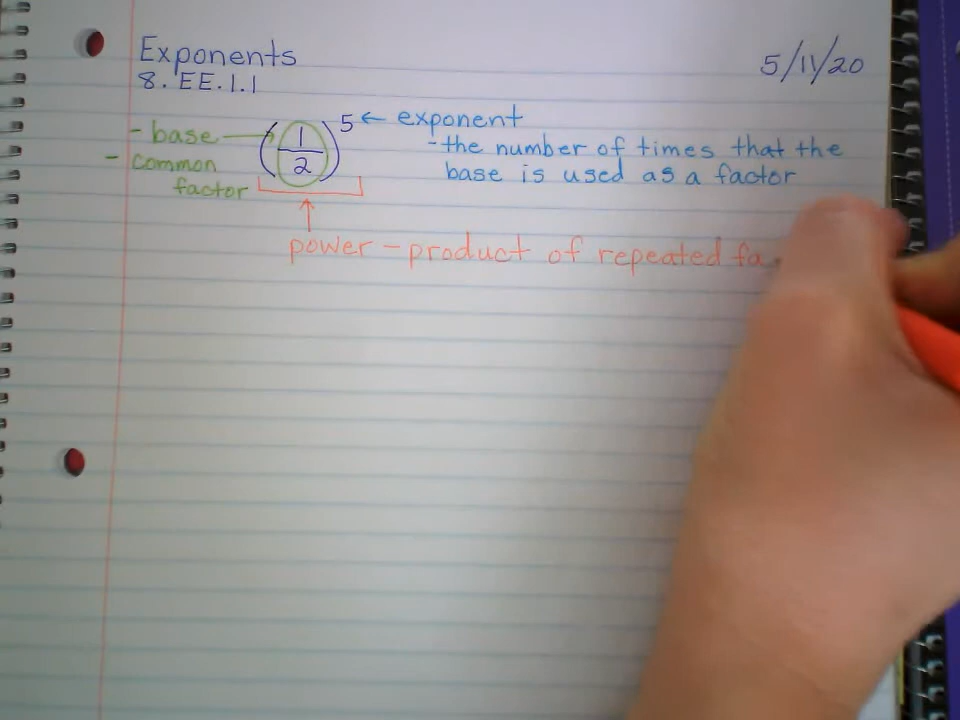 Exponents
5/11/20
8.EE.1.1
- base
(1/2)^5 ← exponent
- common factor
- the number of times that the
base is used as a factor
power - product of repeated